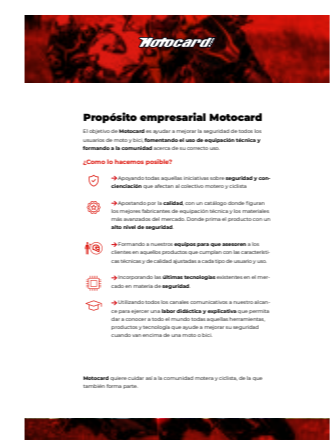 Motocard!
Propósito empresarial Motocard
El objetivo de Motocard es ayudar a mejorar la seguridad de todos los
usuarios de moto y bici, fomentando el uso de equipación técnica y
formando a la comunidad acerca de su correcto uso.
¿Como lo hacemos posible?
➔Apoyando todas aquellas iniciativas sobre seguridad y con-
cienciación que afectan al colectivo motero y ciclista
➔Apostando por la calidad, con un catálogo donde figuran
los mejores fabricantes de equipación técnica y los materiales
más avanzados del mercado. Donde prima el producto con un
alto nivel de seguridad.
➔Formando a nuestros equipos para que asesoren a los
clientes en aquellos productos que cumplan con las caracterís-
ticas técnicas y de calidad ajustadas a cada tipo de usuario y uso.
➔Incorporando las últimas tecnologías existentes en el mer-
cado en materia de seguridad.
➔Utilizando todos los canales comunicativos a nuestro alcan-
ce para ejercer una labor didáctica y explicativa que permita
dar a conocer a todo el mundo todas aquellas herramientas,
productos y tecnología que ayude a mejorar su seguridad
cuando van encima de una moto o bici.
Motocard quiere cuidar así a la comunidad motera y ciclista, de la que
también forma parte.